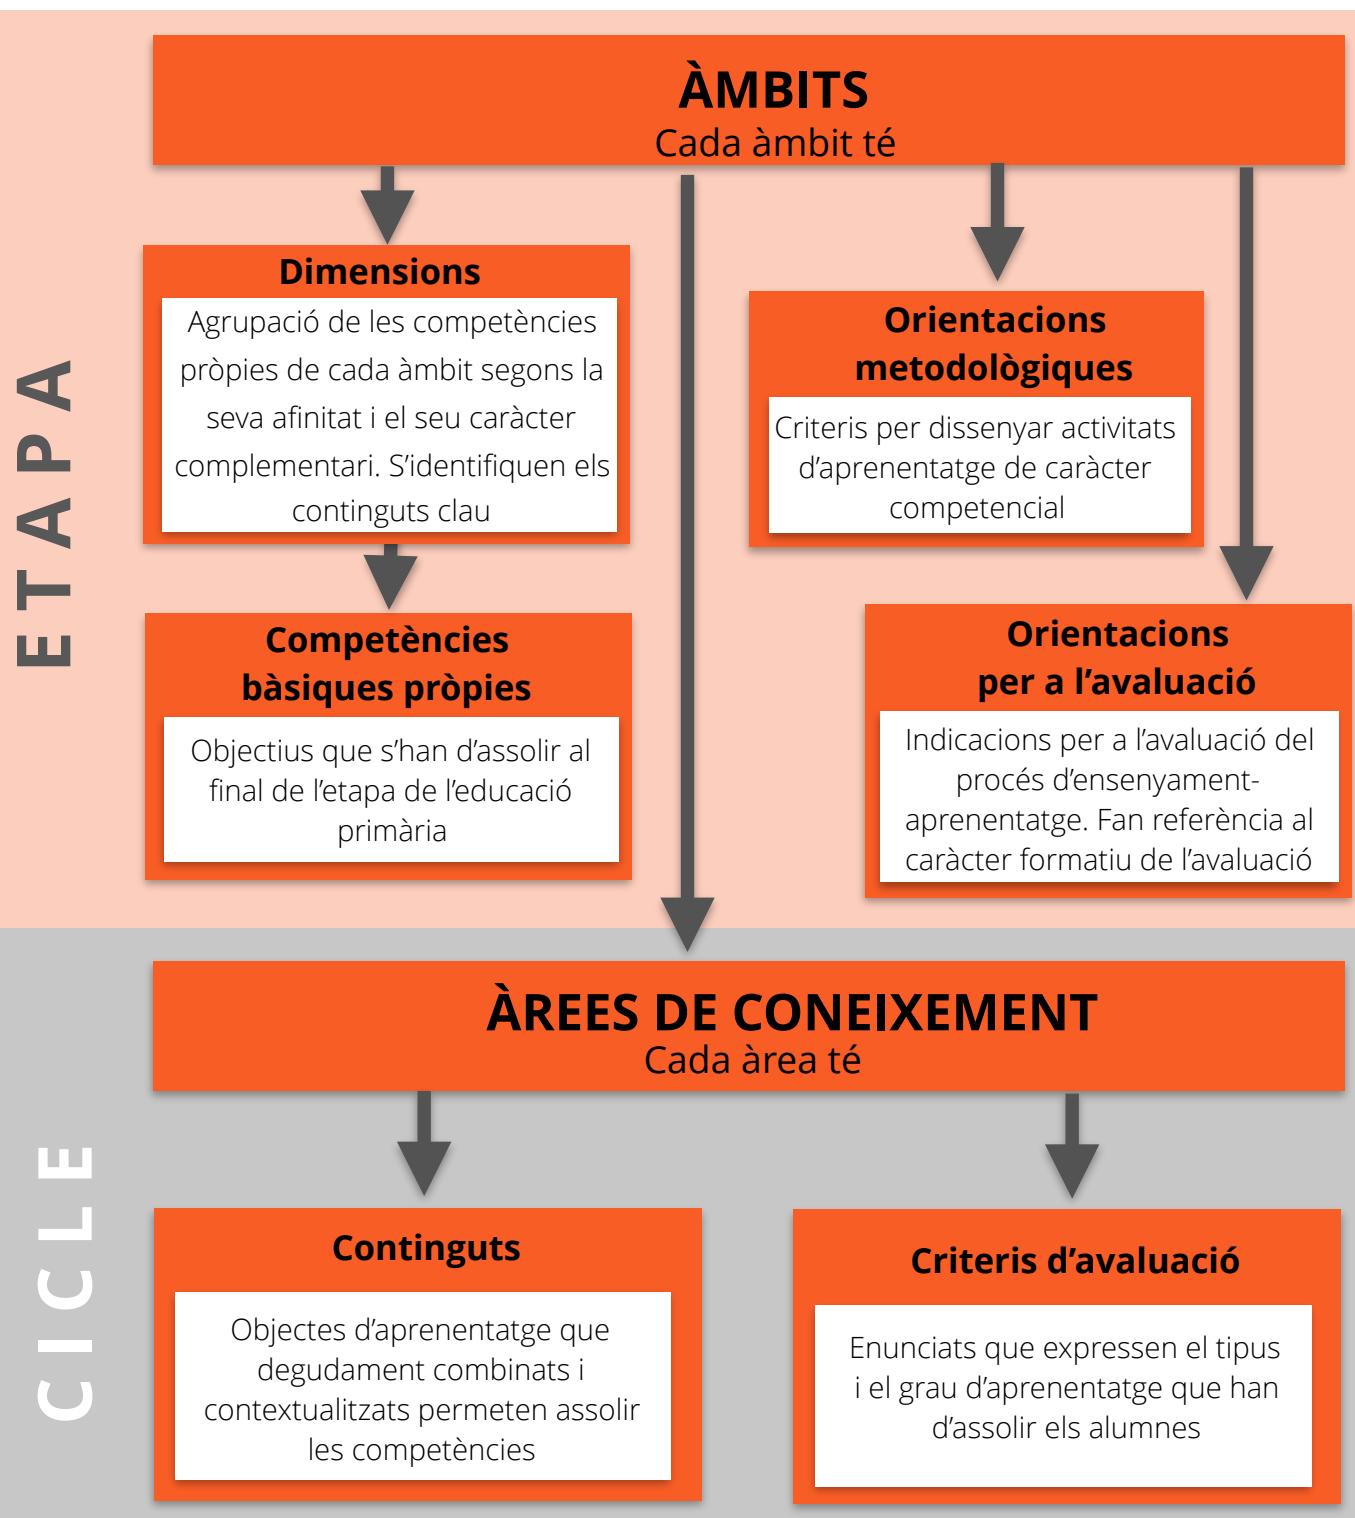 ÀMBITS
Cada àmbit té
ETAPA
Dimensions
Agrupació de les competències
pròpies de cada àmbit segons la
seva afinitat i el seu caràcter
complementari. S’identifiquen els
continguts clau
Orientacions
metodològiques
Criteris per dissenyar activitats
d’aprenentatge de caràcter
competencial
Competències
bàsiques pròpies
Objectius que s’han d’assolir al
final de l’etapa de l’educació
primària
Orientacions
per a l’avaluació
Indicacions per a l’avaluació del
procés d’ensenyament-
aprenentatge. Fan referència al
caràcter formatiu de l’avaluació
ÀREES DE CONEIXEMENT
Cada àrea té
CICLE
Continguts
Objectes d’aprenentatge que
degudament combinats i
contextualitzats permeten assolir
les competències
Criteris d’avaluació
Enunciats que expressen el tipus
i el grau d’aprenentatge que han
d’assolir els alumnes